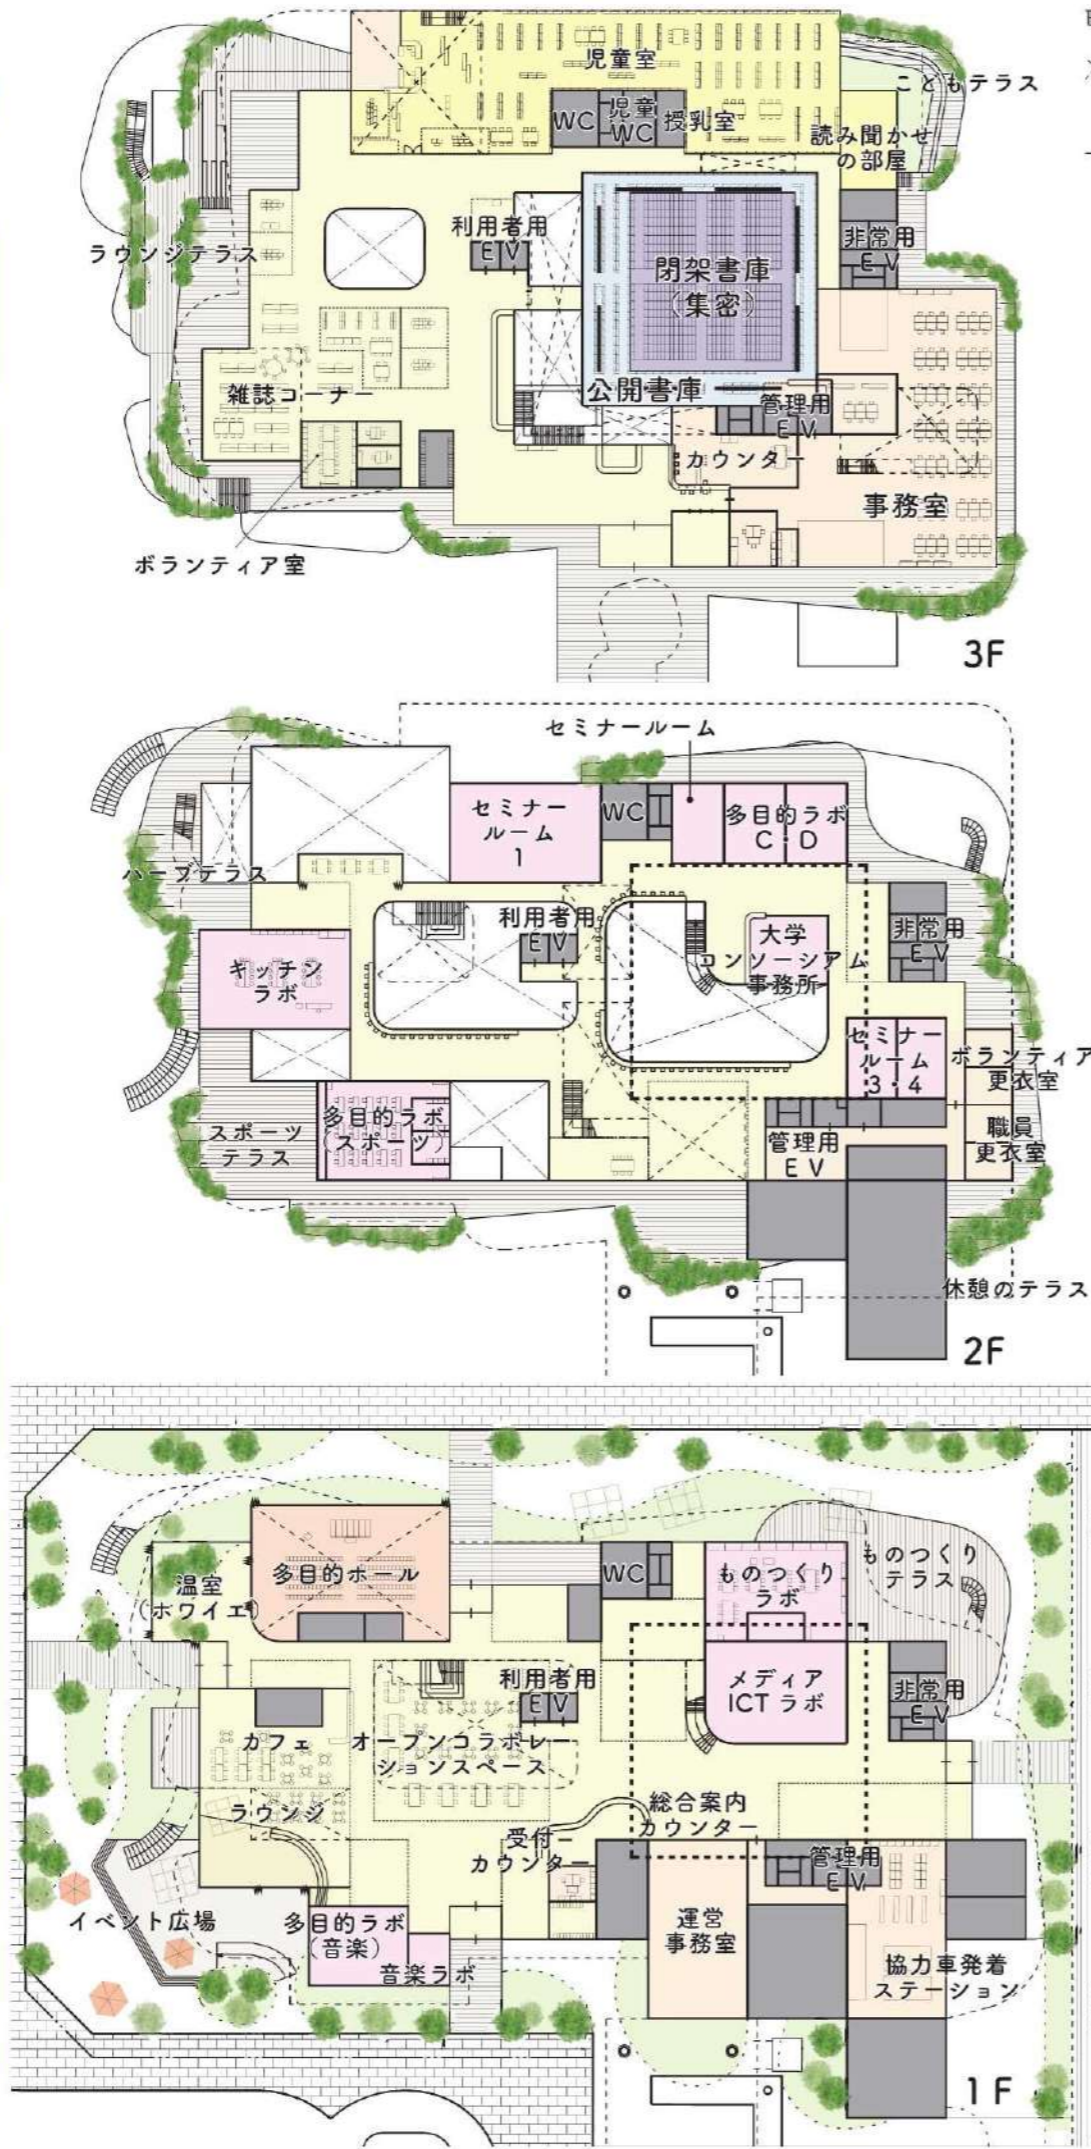 児童室
こどもテラス
WC
児童
WC
授乳室
読み聞かせ
の部屋
利用者用
EV
非常用
EV
ラウンジテラス
閉架書庫
（集密）
雑誌コーナー
公開書庫
管理用
EV
カウンター
事務室
ボランティア室
3F
セミナールーム
セミナー
ルーム
1
WC
多目的ラボ
C・D
ハーブテラス
利用者用
EV
大学
コンソーシアム
事務所
非常用
EV
キッチン
ラボ
セミナー
ルーム
3・4
ボランティア
更衣室
多目的ラボ
（スポーツ）
スポーツ
テラス
管理用
EV
職員
更衣室
休憩のテラス
2F
温室
（ホワイエ）
多目的ホール
WC
ものつくり
ラボ
ものつくり
テラス
利用者用
EV
メディア
ICTラボ
非常用
EV
カフェ
オープンコラボレー
ションスペース
ラウンジ
受付
カウンター
総合案内
カウンター
管理用
EV
イベント広場
多目的ラボ
（音楽）
音楽ラボ
運営
事務室
協力車発着
ステーション
1F